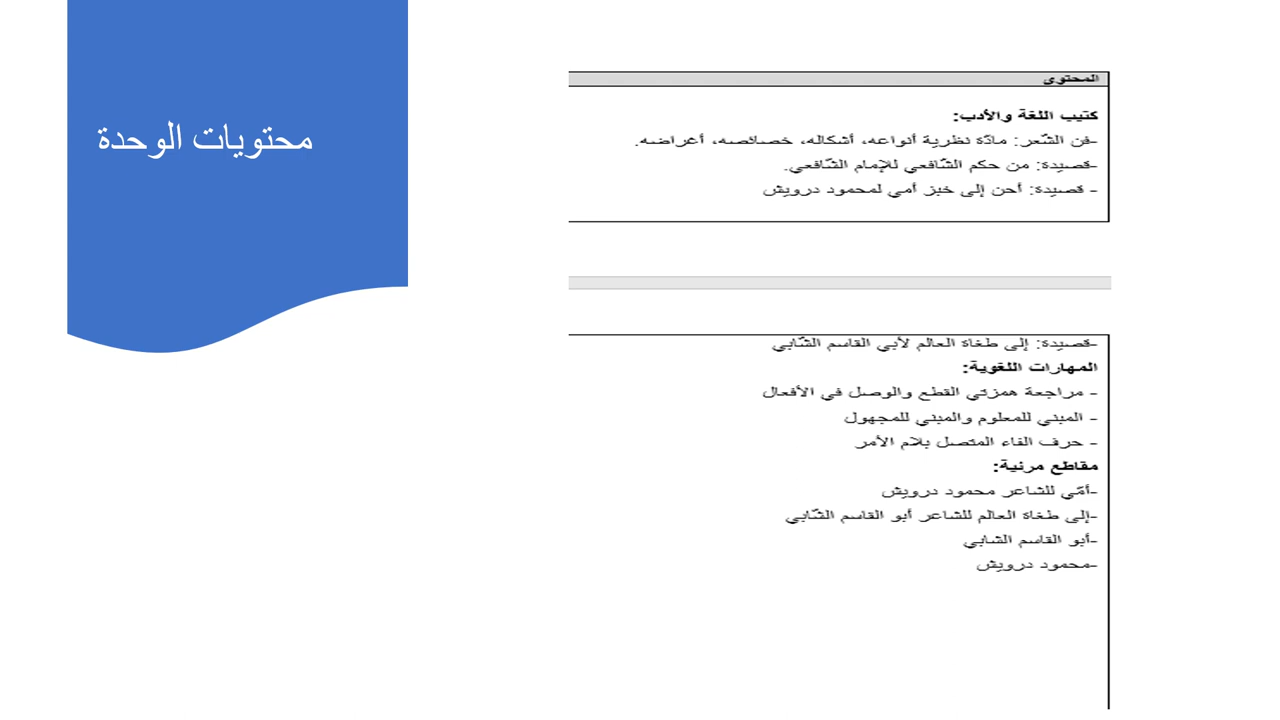 محتويات الوحدة
المحتوى
كتيب اللغة والأدب:
-فن الشّعر: مادّة نظرية أنواعه، أشكاله، خصائصه، أغراضه.
-قصيدة: من حكم الشّافعي للإمام الشّافعي.
- قصيدة: أحن إلى خبز أمي لمحمود درويش
-قصيدة: إلى طغاة العالم لأبي القاسم الشّابي
المهارات اللغوية:
- مراجعة همزتي القطع والوصل في الأفعال
- المبني للمعلوم والمبني للمجهول
- حرف الفاء المتصل بلام الأمر
مقاطع مرئية:
-أمّي للشاعر محمود درويش
-إلى طغاة العالم للشاعر أبو القاسم الشّابي
-أبو القاسم الشابي
-محمود درويش